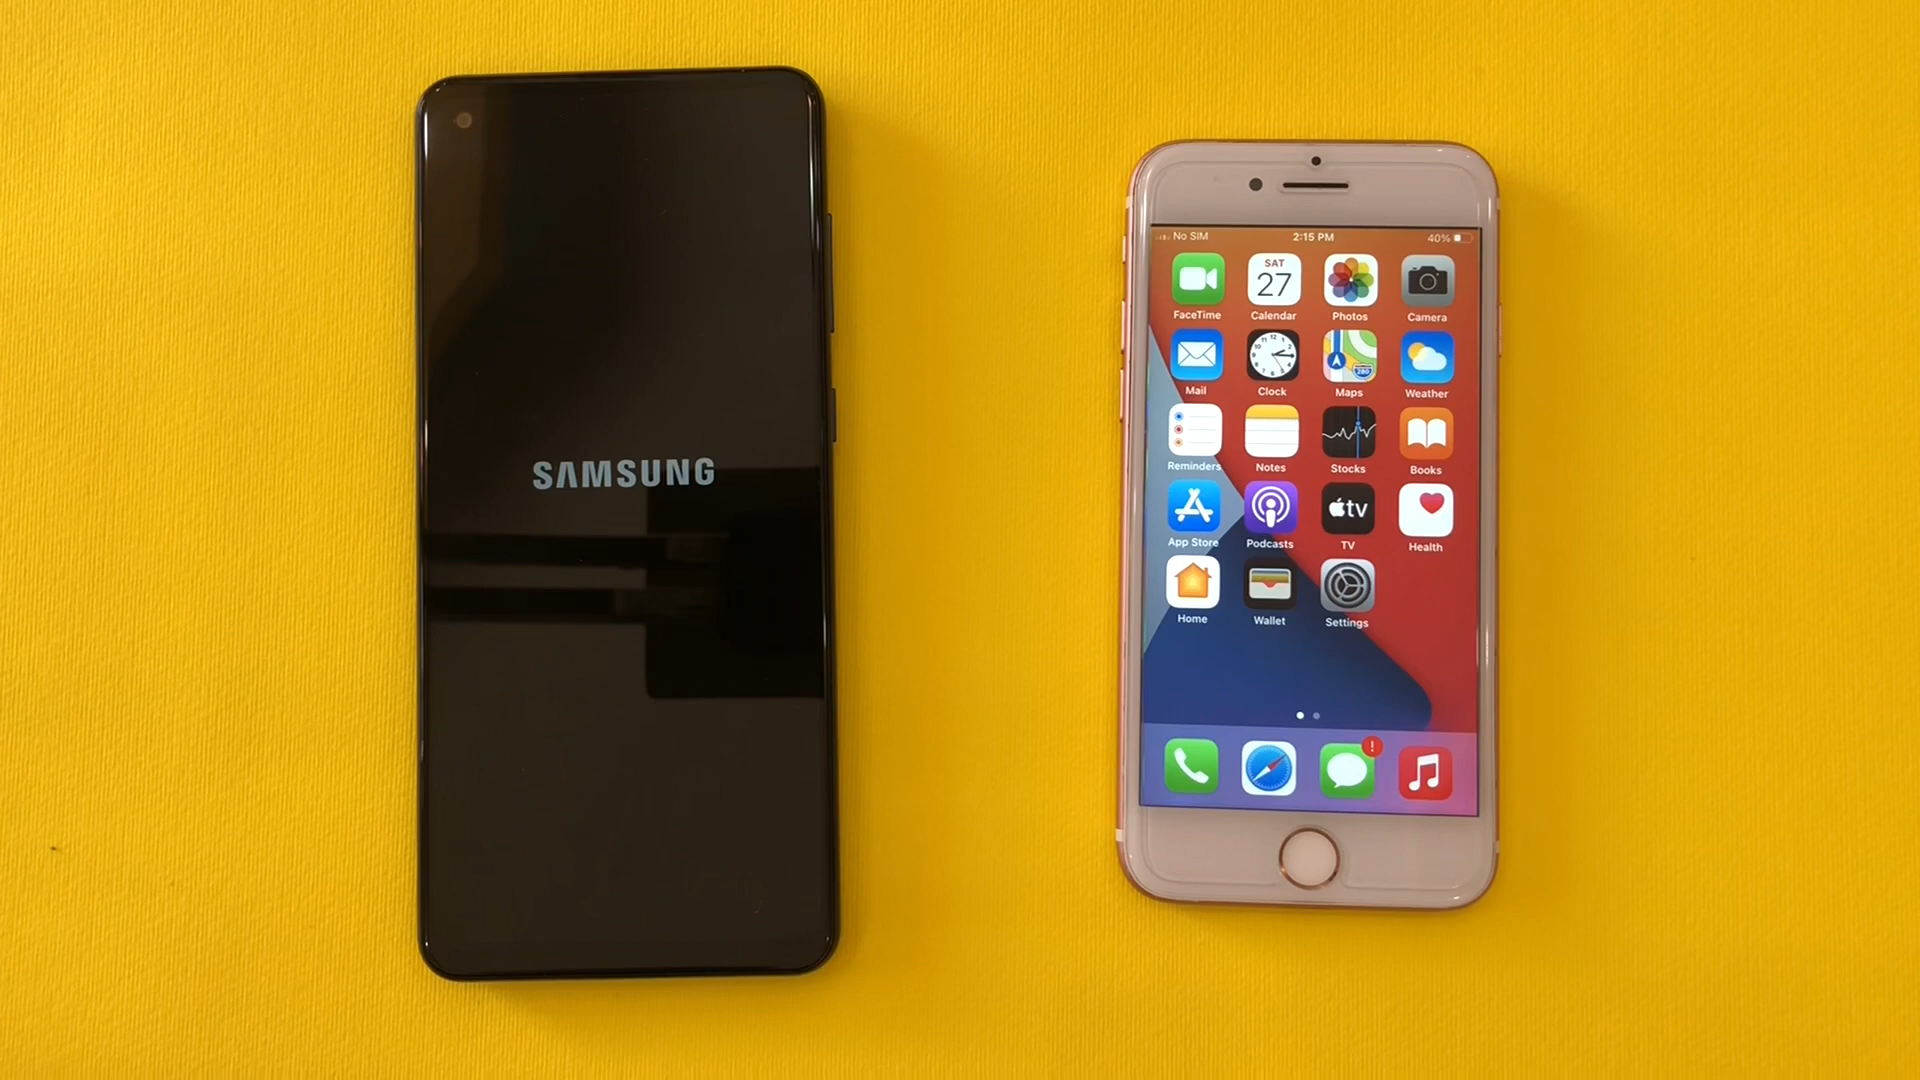 SAMSUNG
No SIM 2:15 PM 40%
SAT
27
FaceTime Calendar Photos Camera
280
Mail Clock Maps Weather
Reminders Notes Stocks Books
tv
App Store Podcasts TV Health
Home Wallet Settings
!